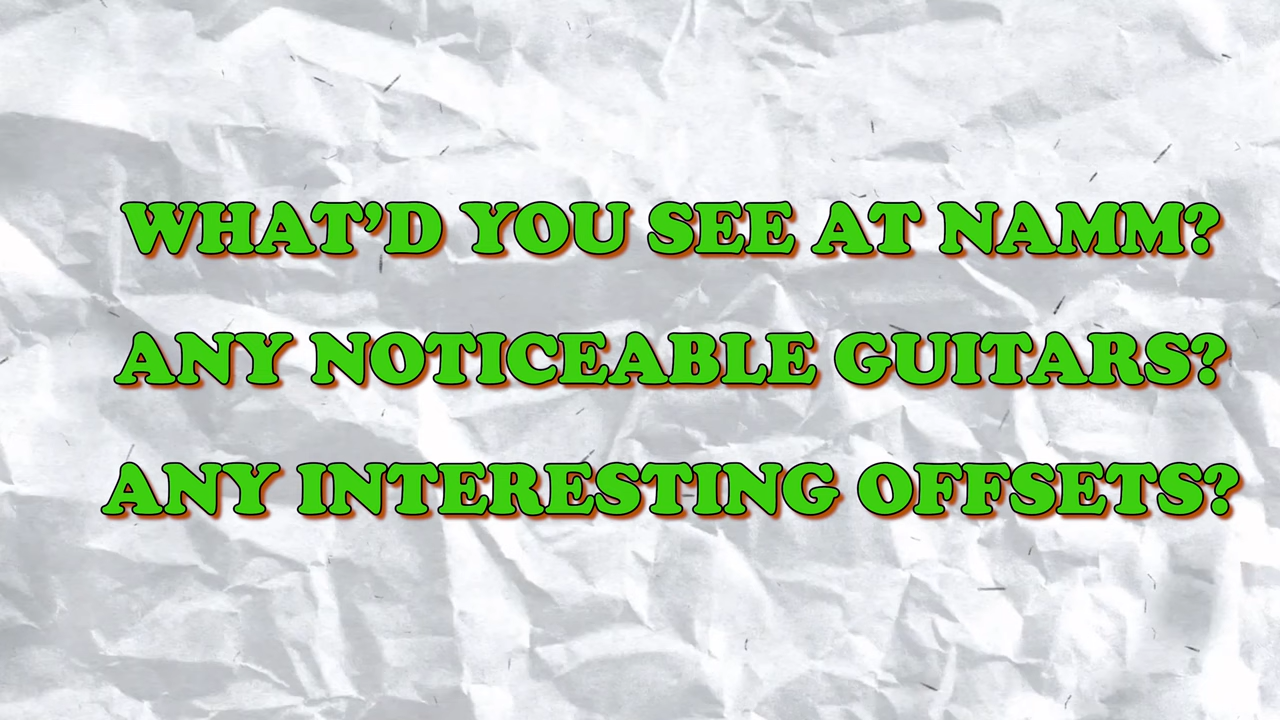 WHAT’D YOU SEE AT NAMM?
ANY NOTICEABLE GUITARS?
ANY INTERESTING OFFSETS?